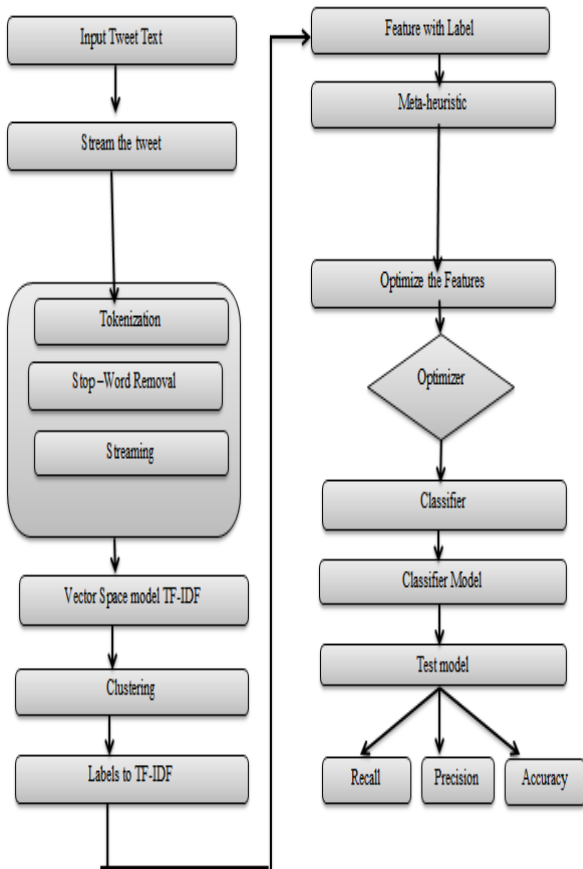 Input Tweet Text
Stream the tweet
Tokenization
Stop –Word Removal
Streaming
Vector Space model TF-IDF
Clustering
Labels to TF-IDF
Feature with Label
Meta-heuristic
Optimize the Features
Optimizer
Classifier
Classifier Model
Test model
Recall
Precision
Accuracy